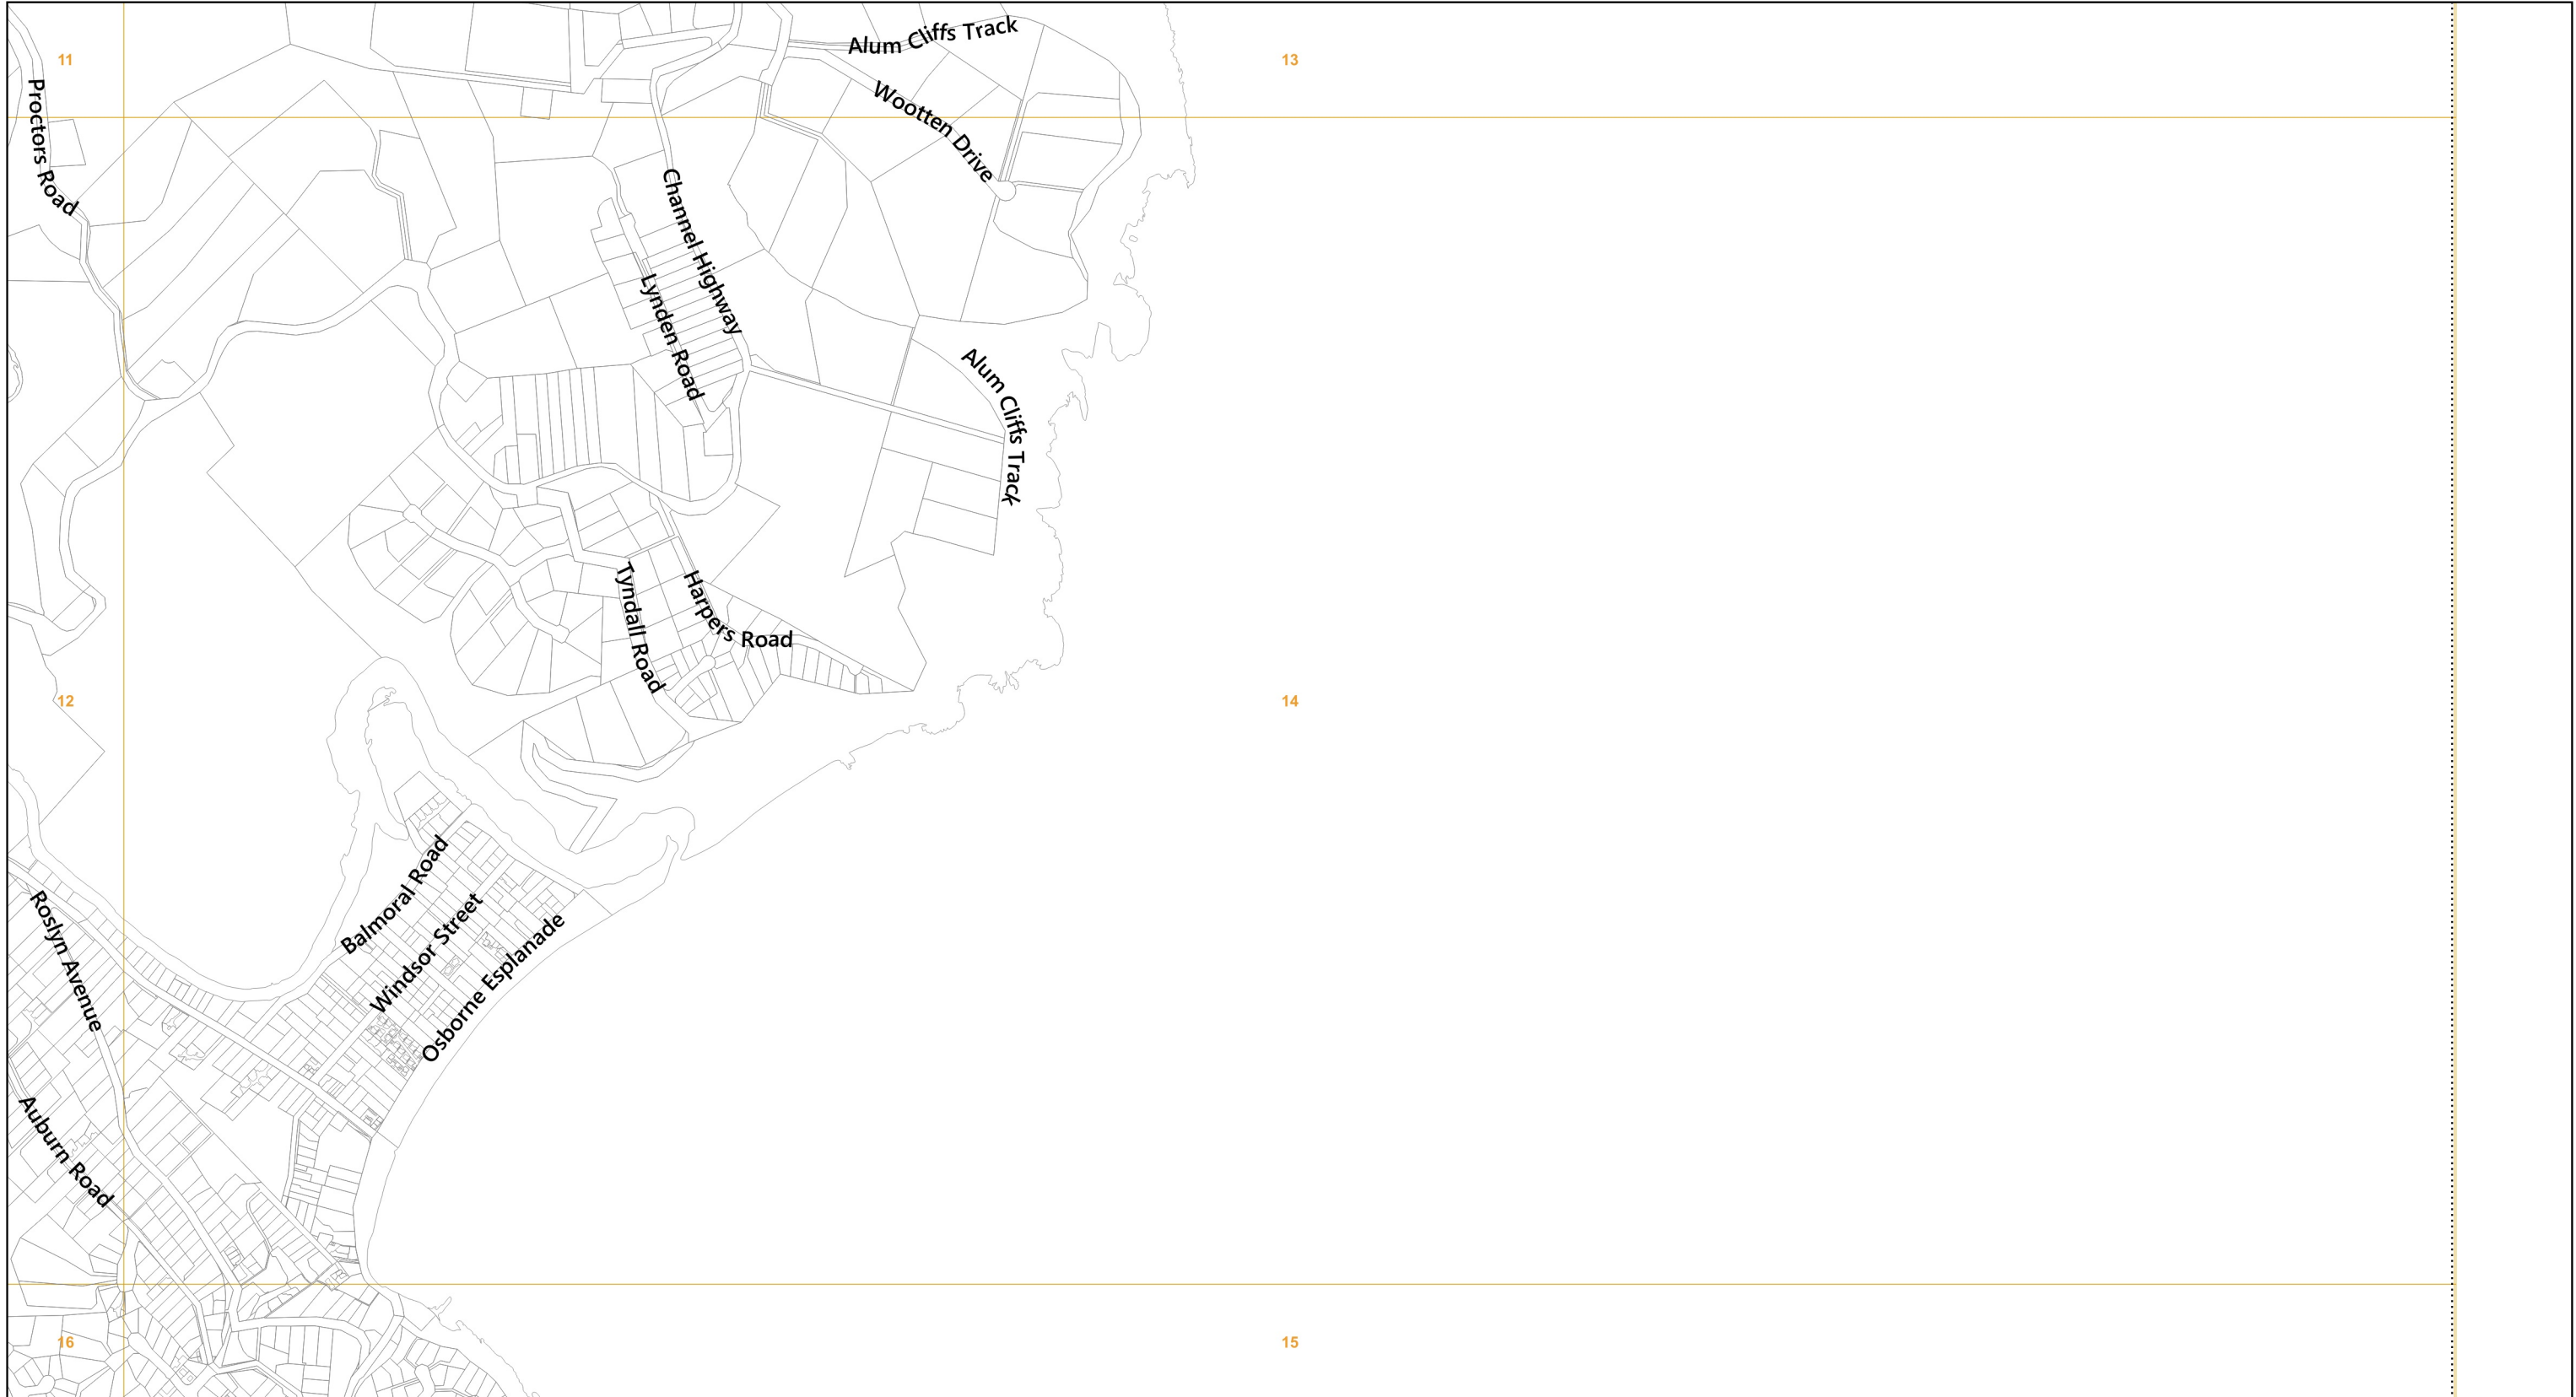 Alum Cliffs Track
11
13
Proctors Road
Wootten Drive
Channel Highway
Lynden Road
Alum Cliffs Track
Tyndall Road
Harpers Road
12
14
Balmoral Road
Windsor Street
Roslyn Avenue
Osborne Esplanade
Auburn Road
16
15